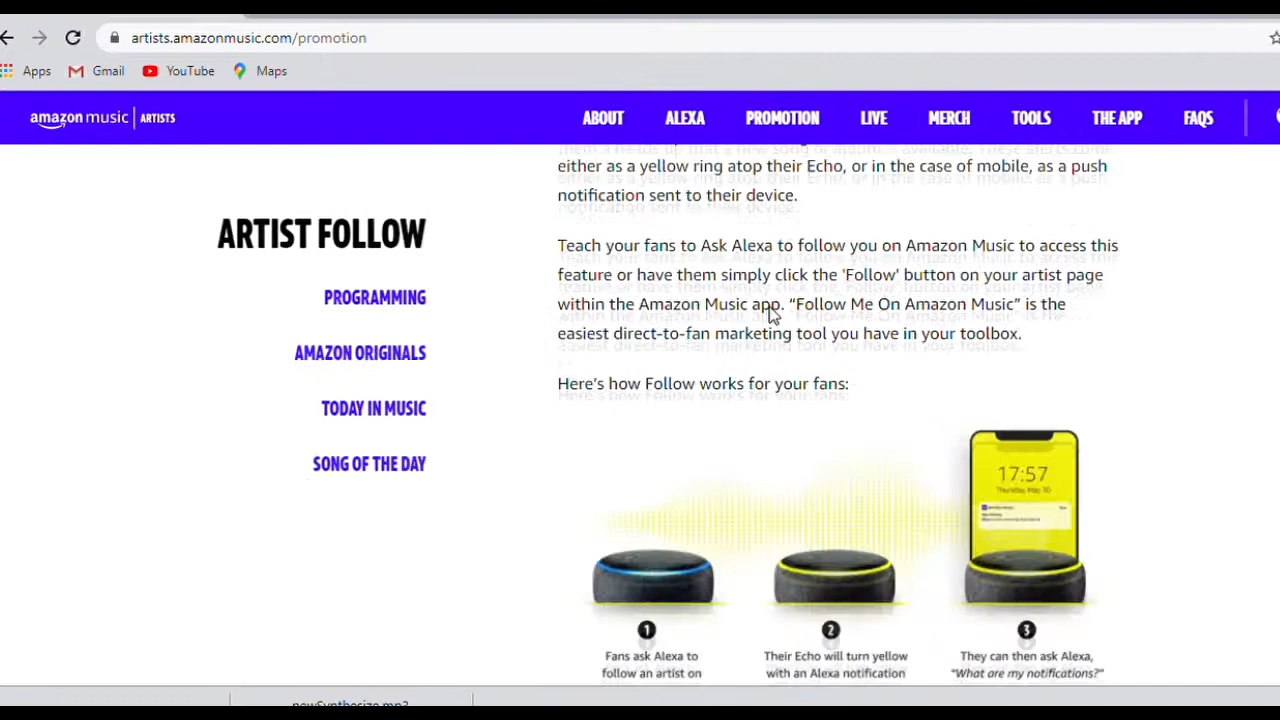 artists.amazonmusic.com/promotion
Apps Gmail YouTube Maps
amazon music ARTISTS ABOUT ALEXA PROMOTION LIVE MERCH TOOLS THE APP FAQS
either as a yellow ring atop their Echo, or in the case of mobile, as a push
notification sent to their device.
ARTIST FOLLOW
PROGRAMMING
AMAZON ORIGINALS
TODAY IN MUSIC
SONG OF THE DAY
Teach your fans to Ask Alexa to follow you on Amazon Music to access this
feature or have them simply click the 'Follow' button on your artist page
within the Amazon Music app. “Follow Me On Amazon Music” is the
easiest direct-to-fan marketing tool you have in your toolbox.
Here’s how Follow works for your fans:
17:57
Thursday, May 10
1
Fans ask Alexa to
follow an artist on
2
Their Echo will turn yellow
with an Alexa notification
3
They can then ask Alexa,
“What are my notifications?”
newSynthesize.mp3